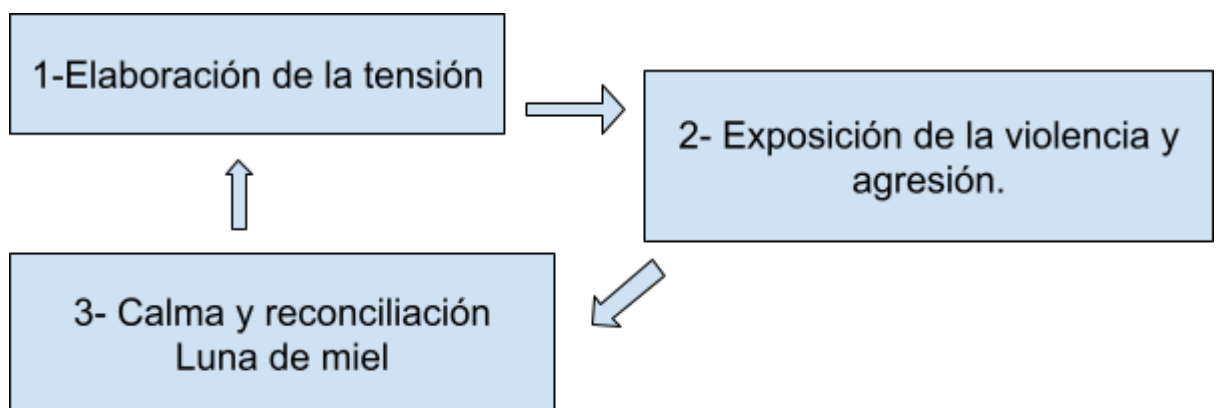 1-Elaboración de la tensión
2- Exposición de la violencia y
agresión.
3- Calma y reconciliación
Luna de miel